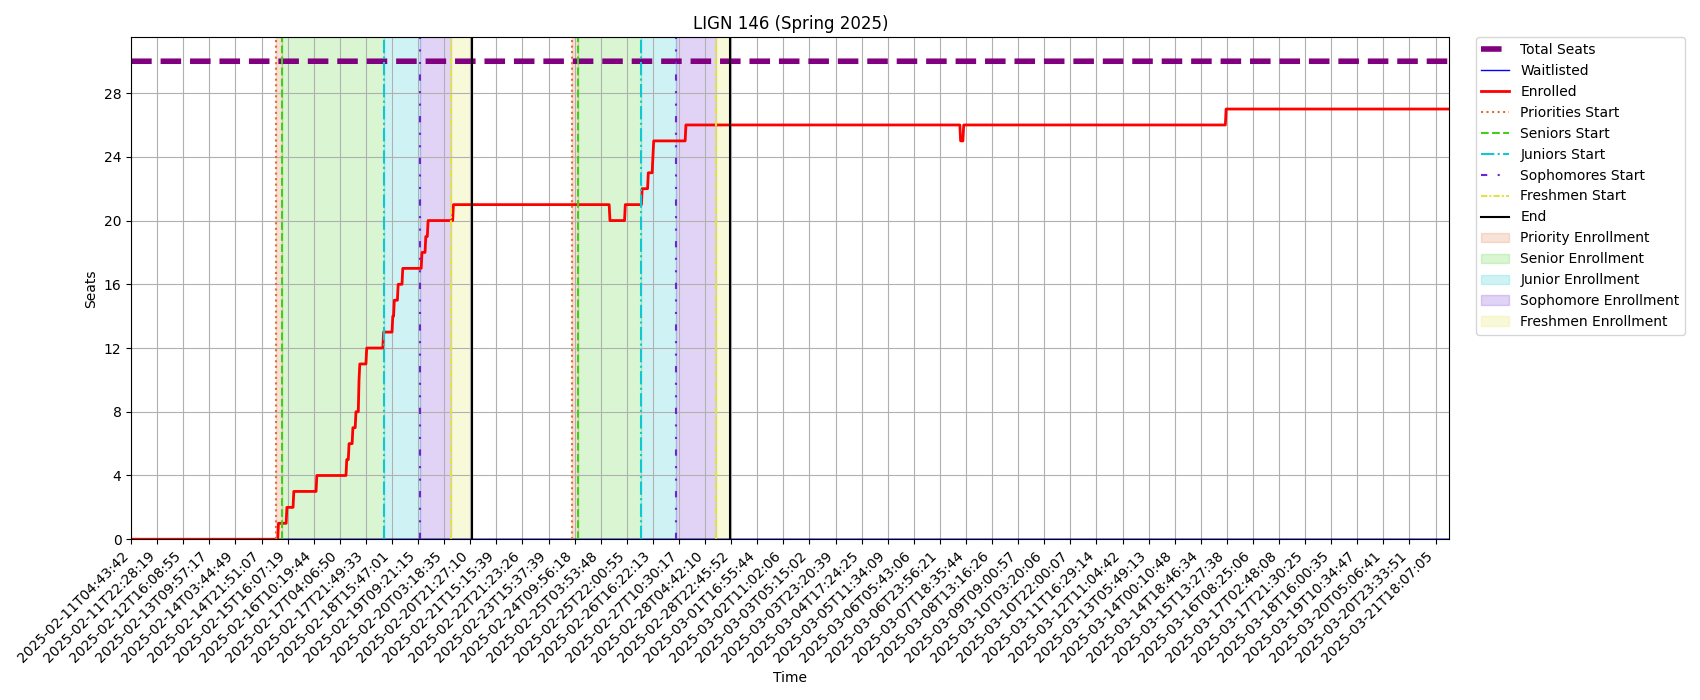 LIGN 146 (Spring 2025)
Seats
28
24
20
16
12
8
4
0
2025-02-11T04:43:42
2025-02-11T22:28:19
2025-02-12T16:08:55
2025-02-13T09:57:17
2025-02-14T03:44:49
2025-02-14T21:51:07
2025-02-15T16:07:19
2025-02-16T10:19:44
2025-02-17T04:06:50
2025-02-17T21:49:33
2025-02-18T15:47:01
2025-02-19T09:21:15
2025-02-20T03:18:35
2025-02-20T21:27:10
2025-02-21T15:15:39
2025-02-22T21:23:26
2025-02-23T15:37:39
2025-02-24T09:56:18
2025-02-25T03:53:48
2025-02-25T22:00:55
2025-02-26T16:22:13
2025-02-27T10:30:17
2025-02-28T04:42:10
2025-02-28T22:45:52
2025-03-01T16:55:44
2025-03-02T11:02:06
2025-03-03T05:15:02
2025-03-03T23:20:39
2025-03-04T17:24:25
2025-03-05T11:34:09
2025-03-06T05:43:06
2025-03-06T23:56:21
2025-03-07T18:35:44
2025-03-08T13:16:26
2025-03-09T09:00:57
2025-03-10T03:20:06
2025-03-10T22:00:07
2025-03-11T16:29:14
2025-03-12T11:04:42
2025-03-13T05:49:13
2025-03-14T00:10:48
2025-03-14T18:46:34
2025-03-15T13:27:38
2025-03-16T08:25:06
2025-03-17T02:48:08
2025-03-17T21:30:25
2025-03-18T16:00:35
2025-03-19T10:34:47
2025-03-20T05:06:41
2025-03-20T23:33:51
2025-03-21T18:07:05
Time
Total Seats
Waitlisted
Enrolled
Priorities Start
Seniors Start
Juniors Start
Sophomores Start
Freshmen Start
End
Priority Enrollment
Senior Enrollment
Junior Enrollment
Sophomore Enrollment
Freshmen Enrollment